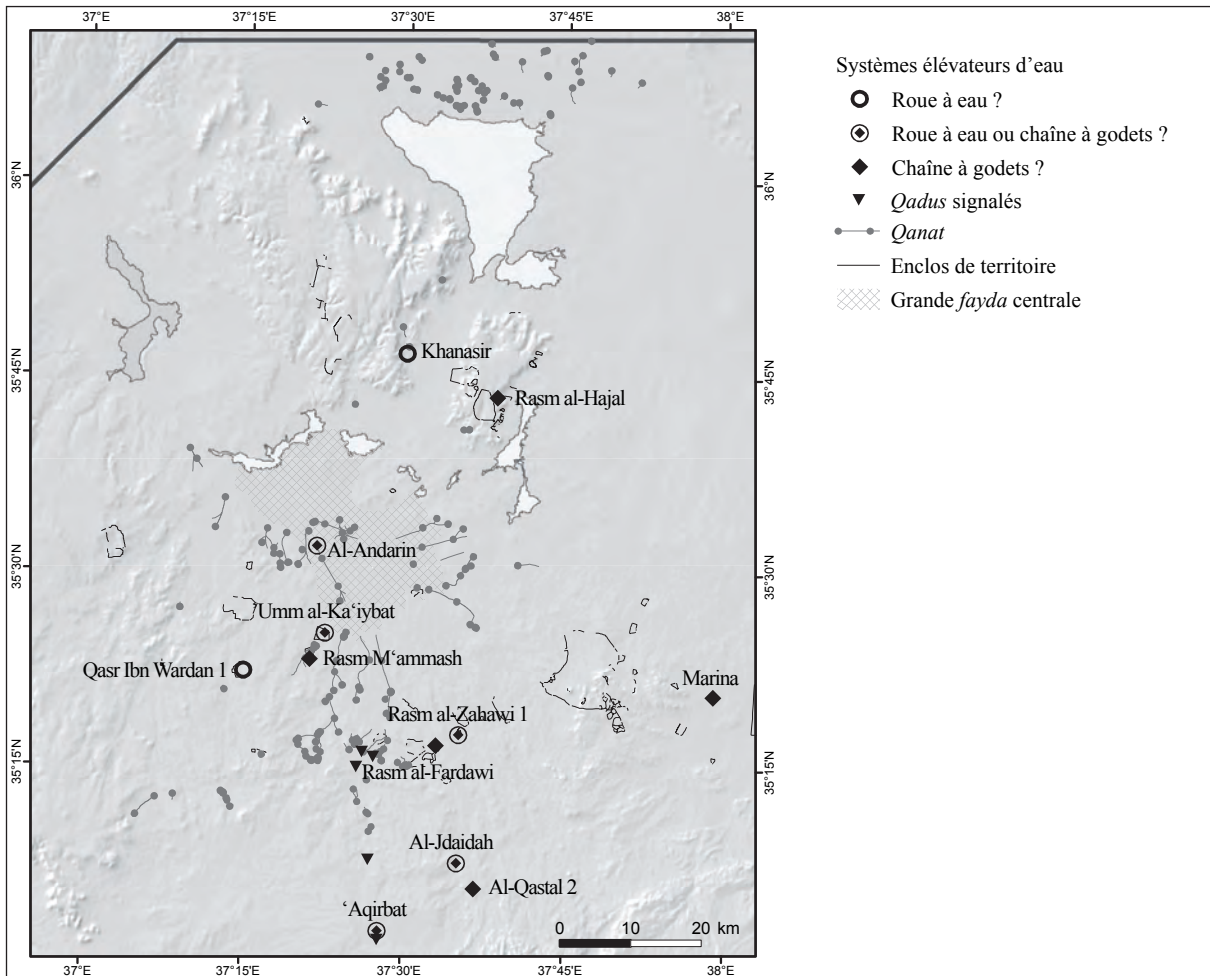 37°E 37°15'E 37°30'E 37°45'E 38°E
Systèmes élévateurs d'eau
Roue à eau ?
Roue à eau ou chaîne à godets ?
Chaîne à godets ?
Qadus signalés
Qanat
Enclos de territoire
Grande fayda centrale
36°N
36°N
35°45'N
35°45'N
35°30'N
35°30'N
35°15'N
35°15'N
Khanasir
Rasm al-Hajal
Al-Andarin
'Umm al-Ka‘iybat
Rasm M‘ammash
Qasr Ibn Wardan 1
Marina
Rasm al-Zahawi 1
Rasm al-Fardawi
Al-Jdaidah
Al-Qastal 2
‘Aqirbat
0 10 20 km
37°E 37°15'E 37°30'E 37°45'E 38°E